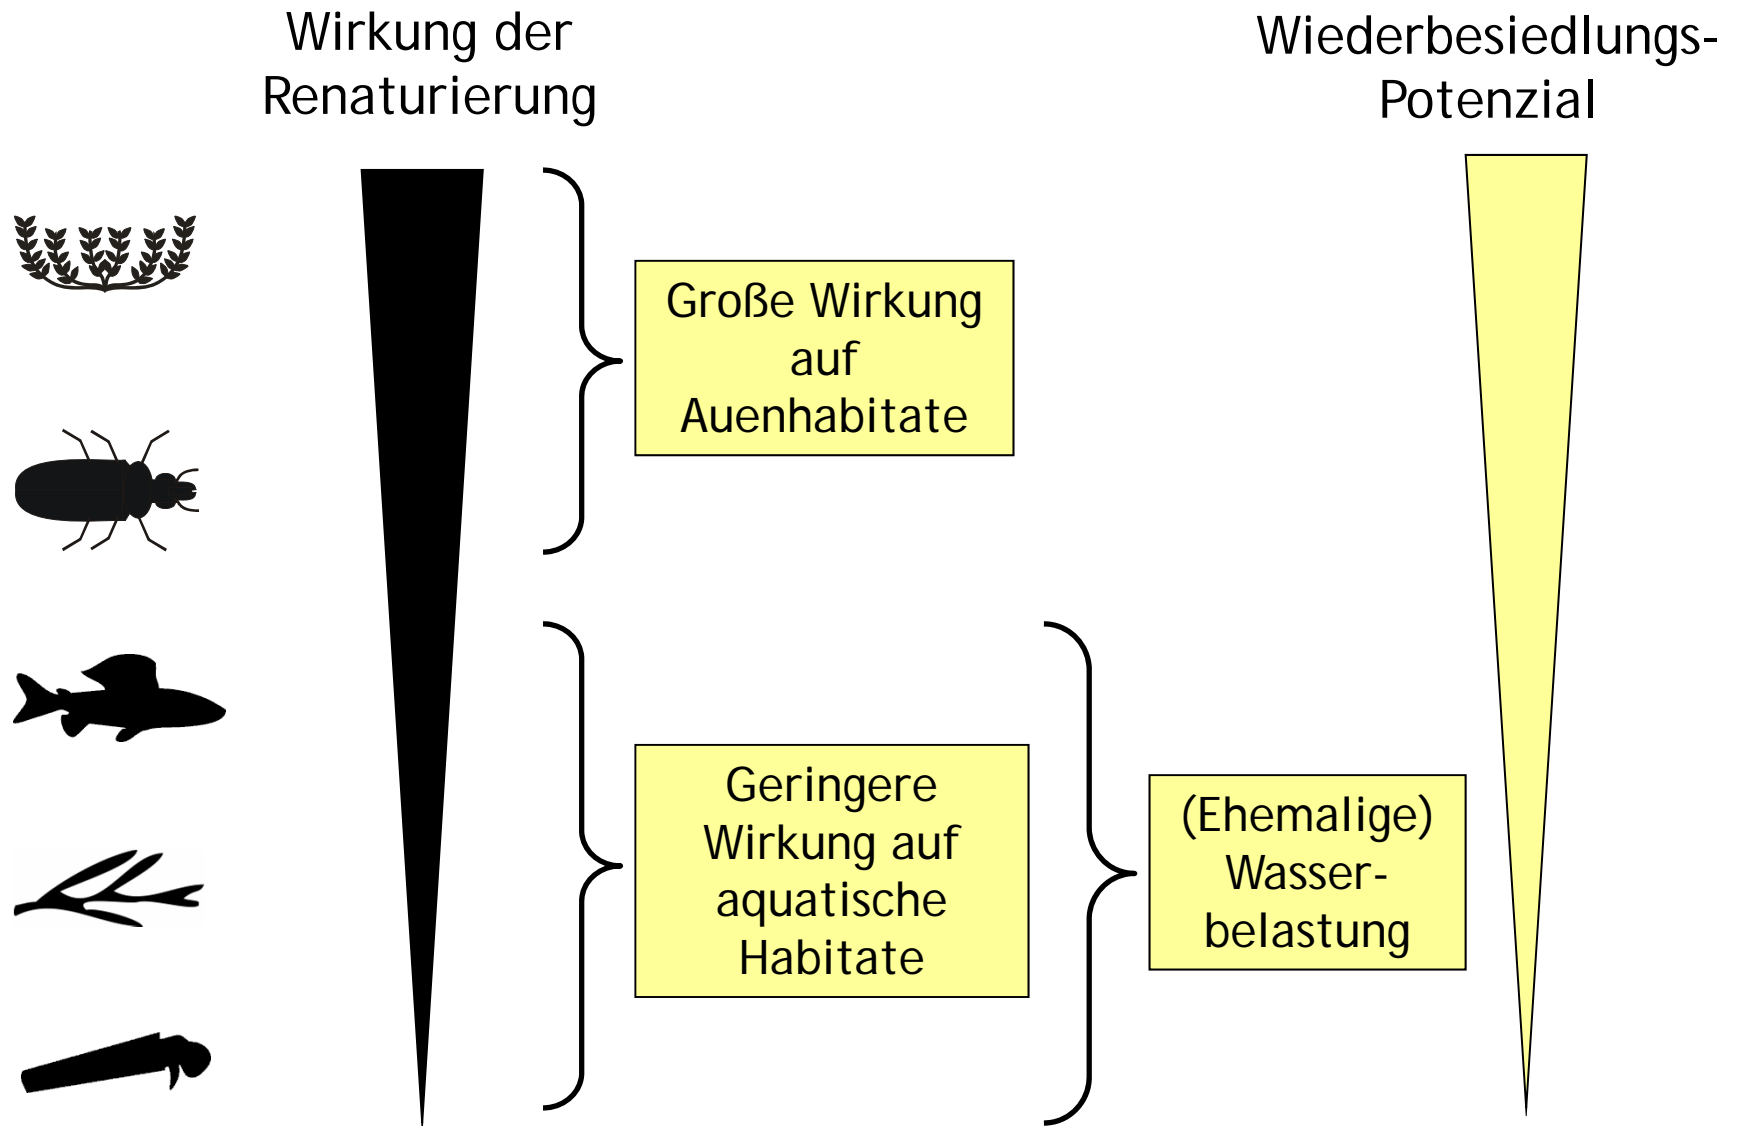 Wirkung der
Renaturierung
Wiederbesiedlungs-
Potenzial
Große Wirkung
auf
Auenhabitate
Geringere
Wirkung auf
aquatische
Habitate
(Ehemalige)
Wasser-
belastung